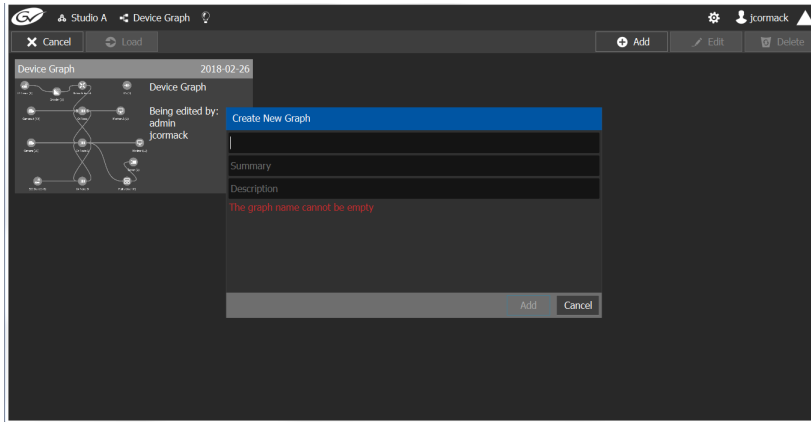 GV Studio A Device Graph jcormack
Cancel Load Add Edit Delete
Device Graph 2018-02-26
Device Graph
Being edited by:
admin
jcormack
Create New Graph
Summary
Description
The graph name cannot be empty
Add Cancel